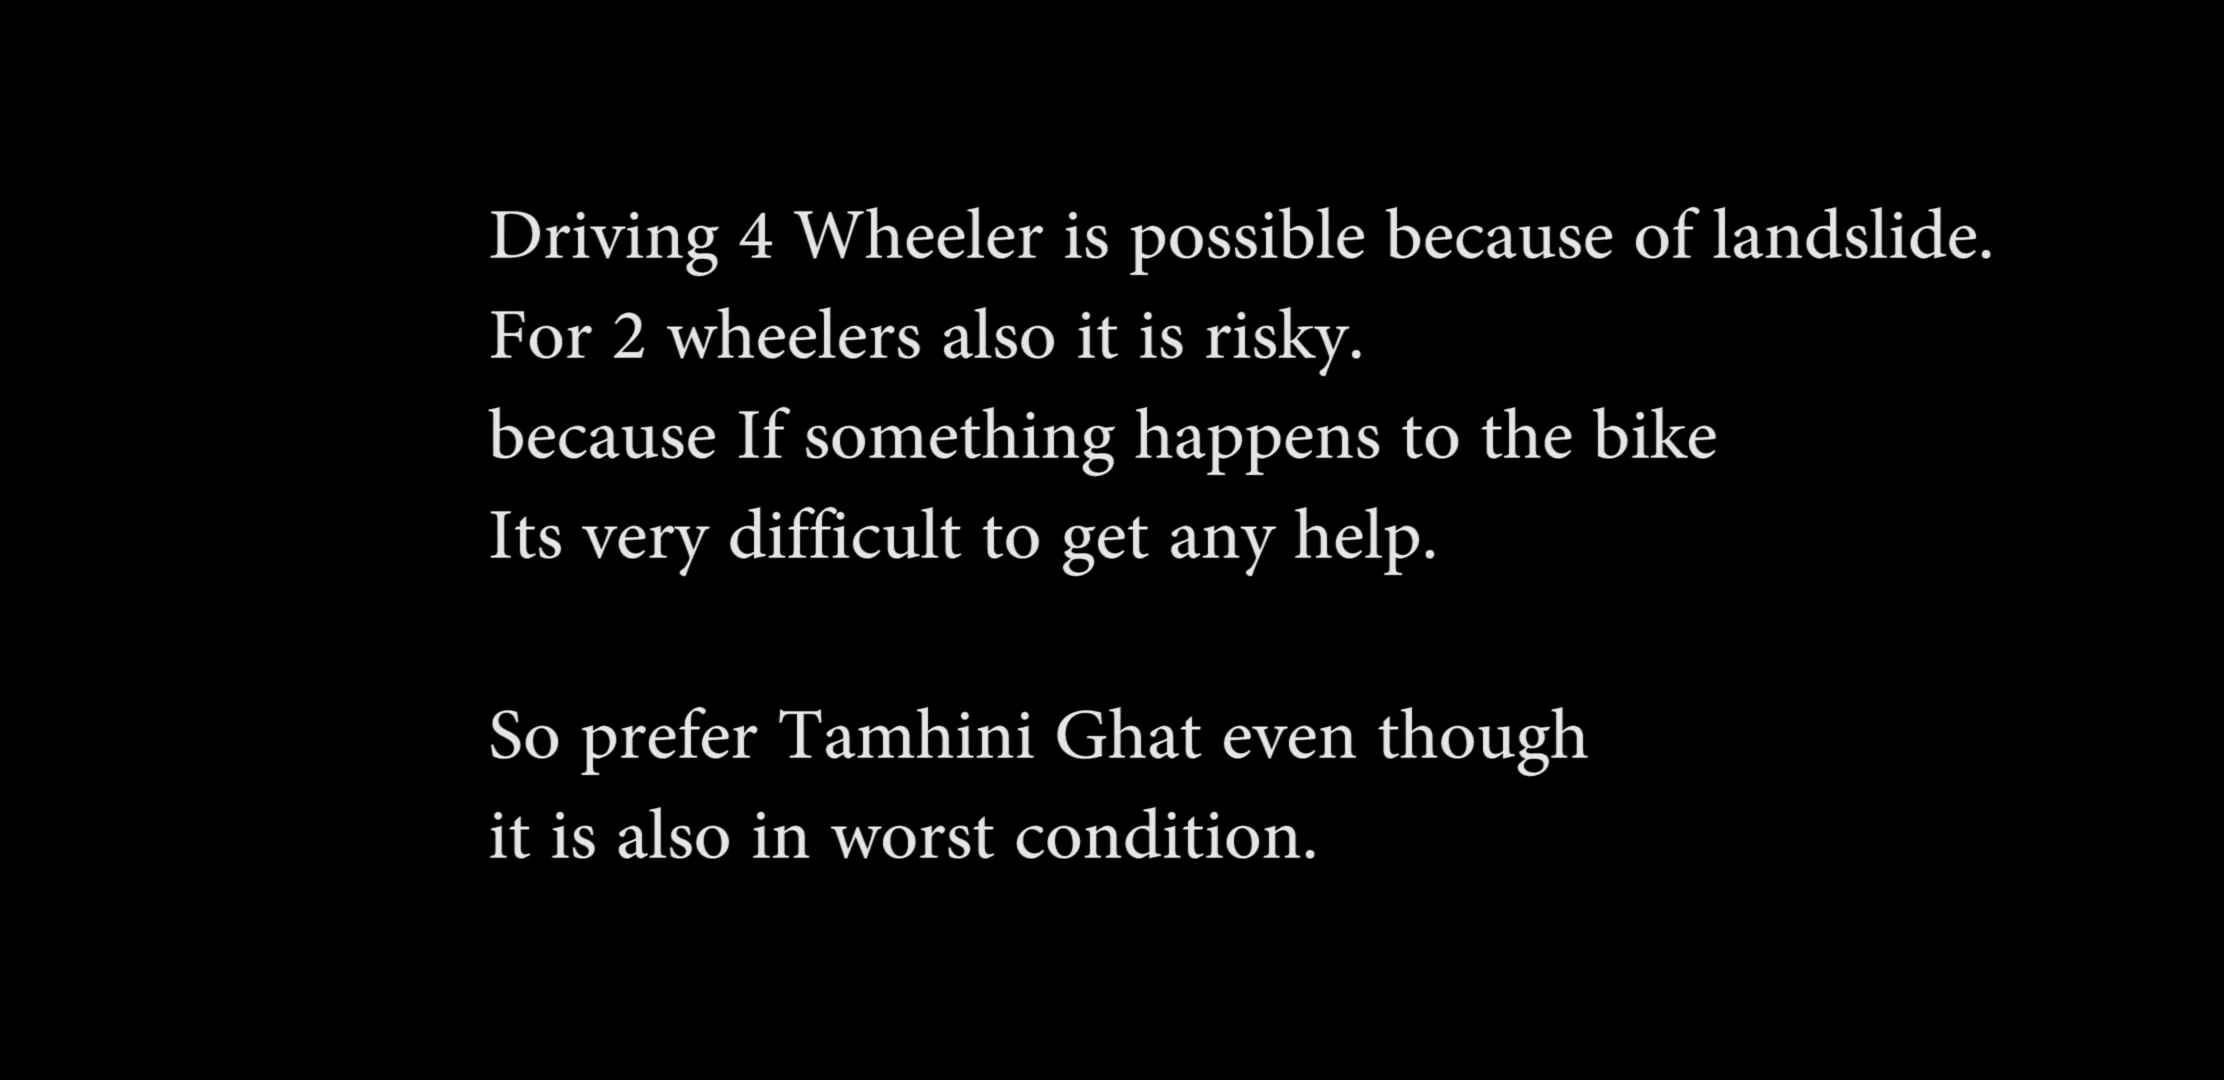 Driving 4 Wheeler is possible because of landslide.
For 2 wheelers also it is risky.
because If something happens to the bike
Its very difficult to get any help.
So prefer Tamhini Ghat even though
it is also in worst condition.